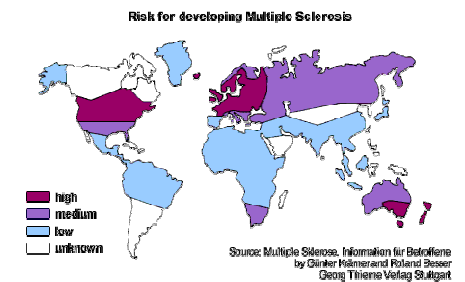 Risk for developing Multiple Sclerosis
high
medium
low
unknown
Source: Multiple Sklerose. Information für Betroffene
by Günter Krämer and Roland Besser
Georg Thieme Verlag Stuttgart